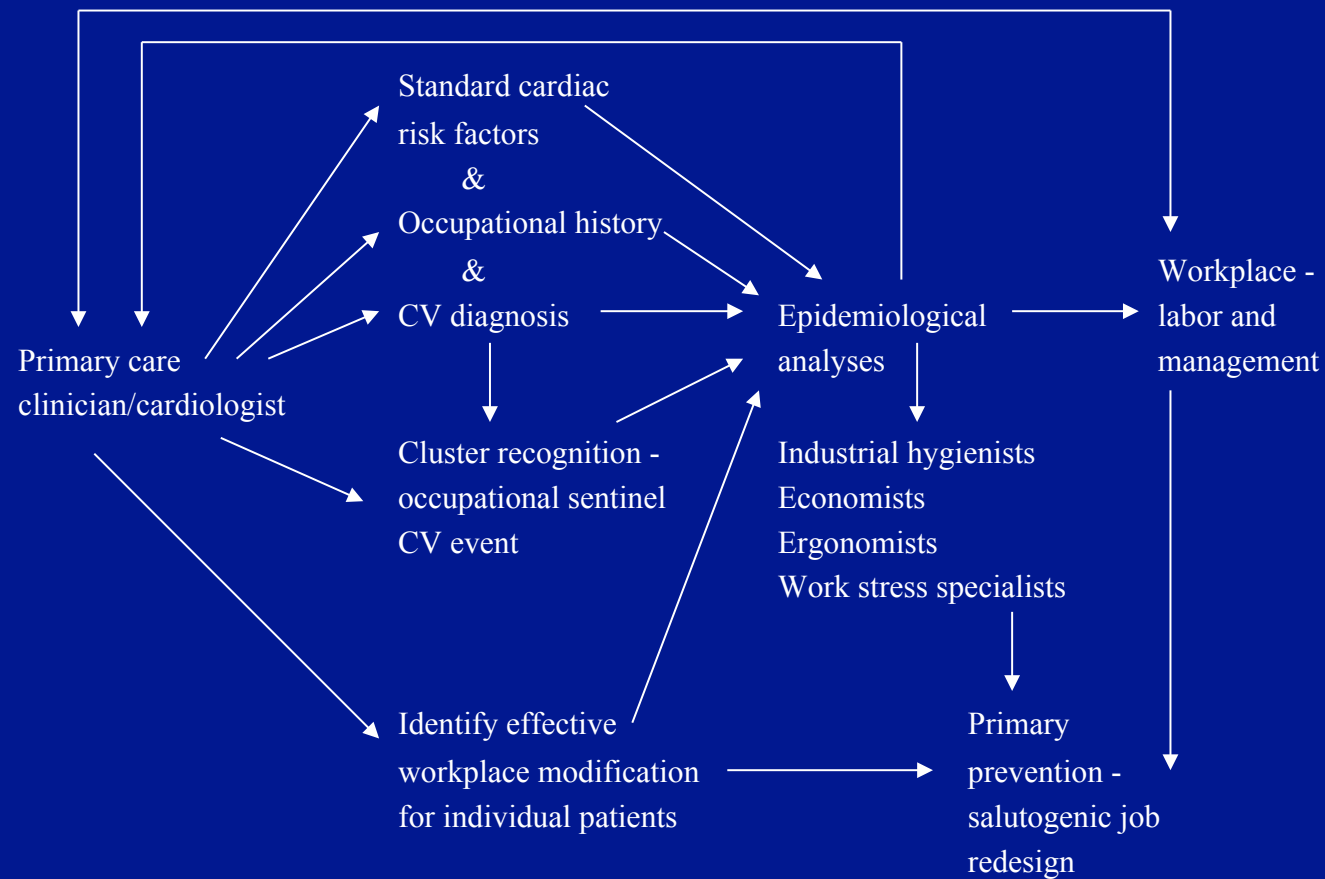 Standard cardiac
risk factors
&
Occupational history
&
CV diagnosis
Primary care
clinician/cardiologist
Epidemiological
analyses
Workplace -
labor and
management
Cluster recognition -
occupational sentinel
CV event
Industrial hygienists
Economists
Ergonomists
Work stress specialists
Identify effective
workplace modification
for individual patients
Primary
prevention -
salutogenic job
redesign